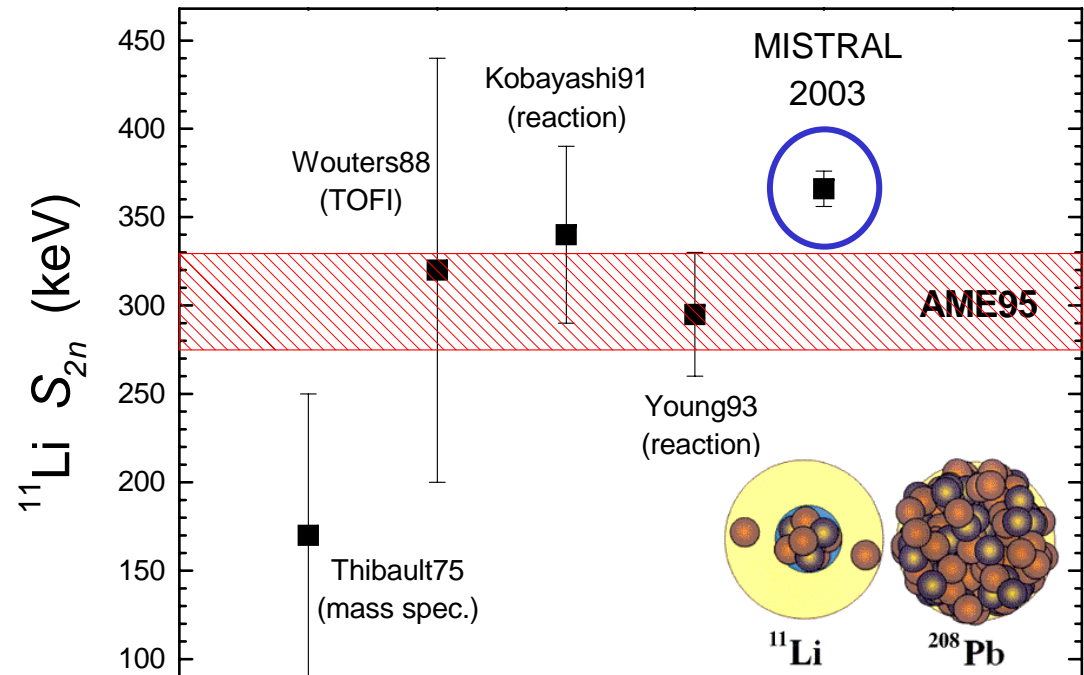 450
400
350
300
250
200
150
100
¹¹Li S₂ₙ (keV)
Thibault75
(mass spec.)
Wouters88
(TOFI)
Kobayashi91
(reaction)
Young93
(reaction)
MISTRAL
2003
AME95
¹¹Li
²⁰⁸Pb